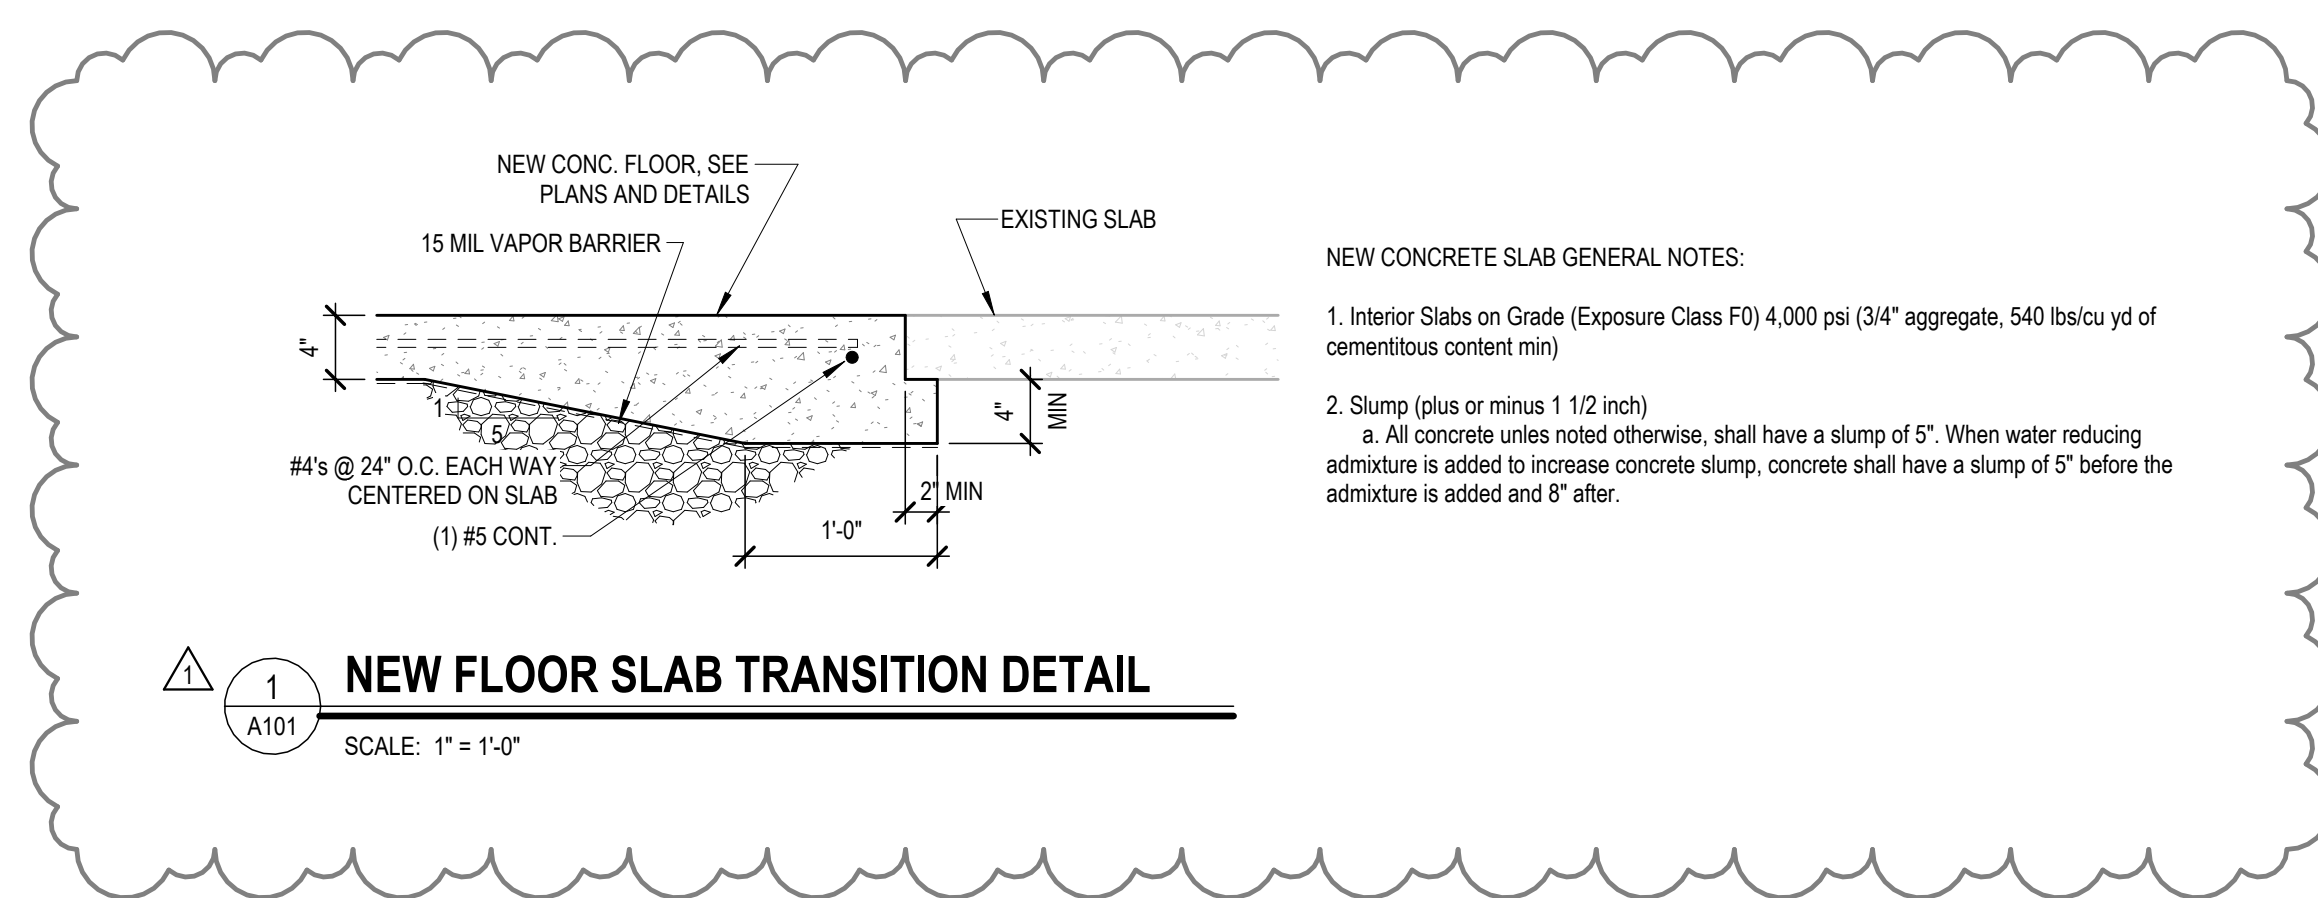 NEW CONC. FLOOR, SEE
PLANS AND DETAILS
15 MIL VAPOR BARRIER
EXISTING SLAB
4"
1
5
4"
MIN
#4's @ 24" O.C. EACH WAY
CENTERED ON SLAB
(1) #5 CONT.
2" MIN
1'-0"
NEW CONCRETE SLAB GENERAL NOTES:
1. Interior Slabs on Grade (Exposure Class F0) 4,000 psi (3/4" aggregate, 540 lbs/cu yd of
cementitous content min)
2. Slump (plus or minus 1 1/2 inch)
a. All concrete unles noted otherwise, shall have a slump of 5". When water reducing
admixture is added to increase concrete slump, concrete shall have a slump of 5" before the
admixture is added and 8" after.
1
1
A101
NEW FLOOR SLAB TRANSITION DETAIL
SCALE: 1" = 1'-0"